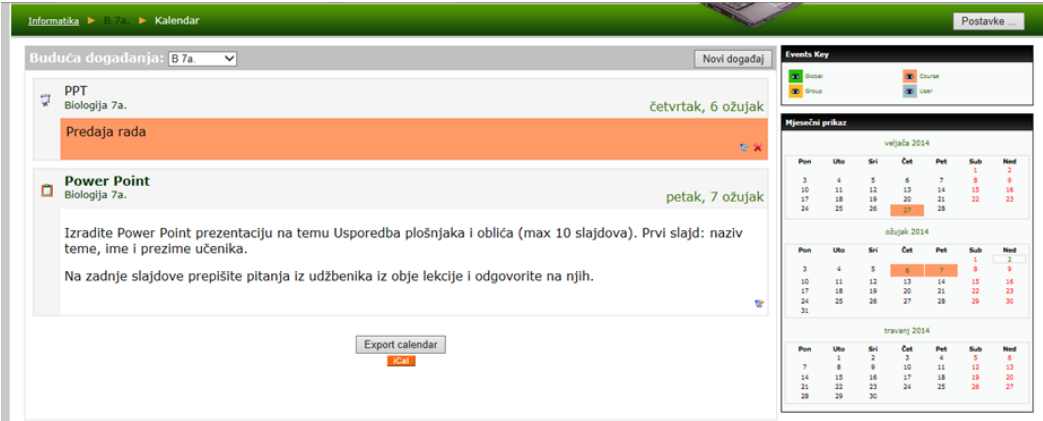 Informatika ► B 7a. ► Kalendar
Postavke ...
Buduća događanja: B 7a.
Novi događaj
PPT
Biologija 7a.
četvrtak, 6 ožujak
Predaja rada
Power Point
Biologija 7a.
petak, 7 ožujak
Izradite Power Point prezentaciju na temu Usporedba plošnjaka i oblića (max 10 slajdova). Prvi slajd: naziv
teme, ime i prezime učenika.
Na zadnje slajdove prepišite pitanja iz udžbenika iz obje lekcije i odgovorite na njih.
Export calendar
iCal
Events Key
Global Course
Group User
Mjesečni prikaz
veljača 2014
Pon Uto Sri Čet Pet Sub Ned
1 2
3 4 5 6 7 8 9
10 11 12 13 14 15 16
17 18 19 20 21 22 23
24 25 26 27 28
ožujak 2014
Pon Uto Sri Čet Pet Sub Ned
1 2
3 4 5 6 7 8 9
10 11 12 13 14 15 16
17 18 19 20 21 22 23
24 25 26 27 28 29 30
31
travanj 2014
Pon Uto Sri Čet Pet Sub Ned
1 2 3 4 5 6
7 8 9 10 11 12 13
14 15 16 17 18 19 20
21 22 23 24 25 26 27
28 29 30